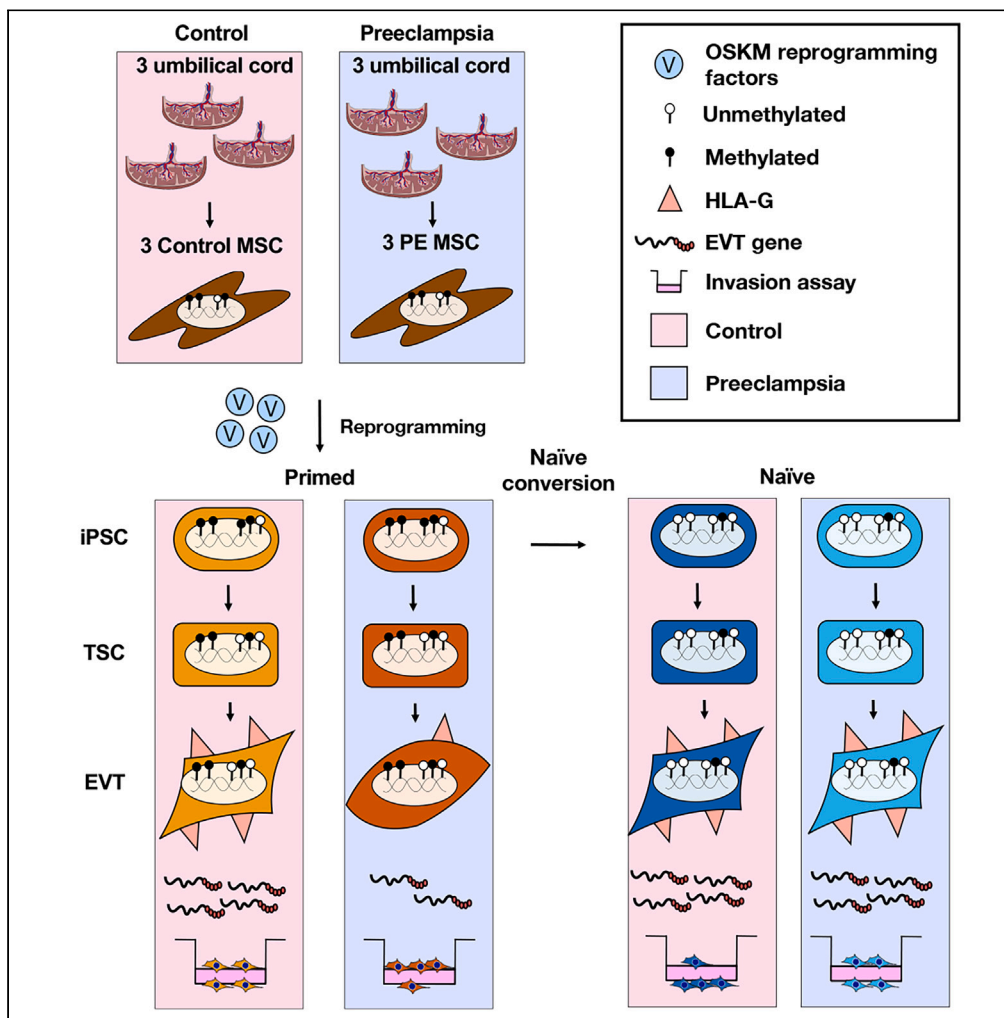 Control
3 umbilical cord
3 Control MSC
Preeclampsia
3 umbilical cord
3 PE MSC
V
OSKM reprogramming
factors
Unmethylated
Methylated
HLA-G
EVT gene
Invasion assay
Control
Preeclampsia
V
V
V
V
Reprogramming
Primed
Naïve
conversion
Naïve
iPSC
TSC
EVT